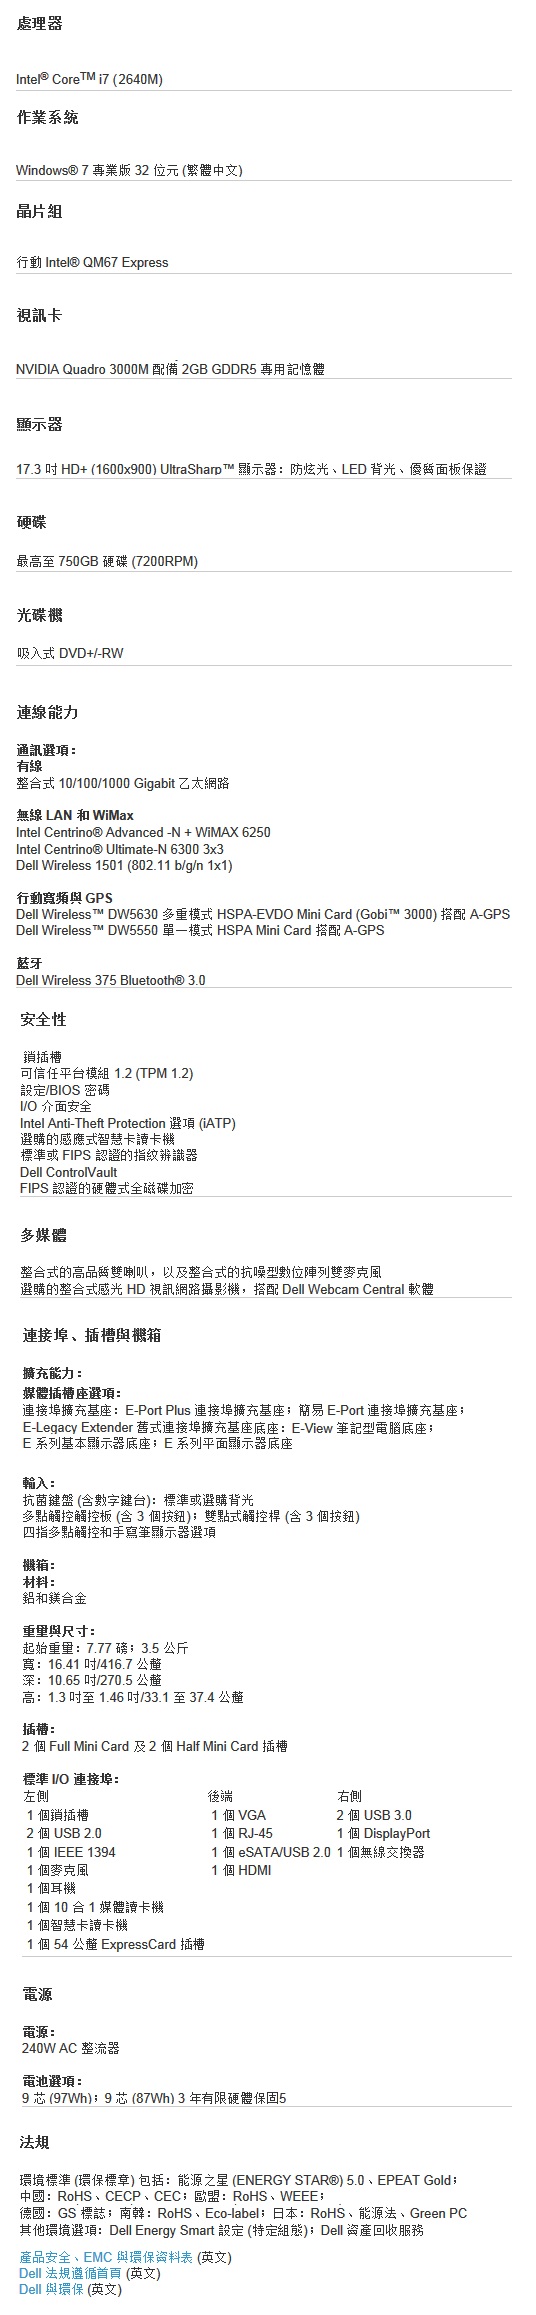 處理器
Intel® Core™ i7 (2640M)
作業系統
Windows® 7 專業版 32 位元 (繁體中文)
晶片組
行動 Intel® QM67 Express
視訊卡
NVIDIA Quadro 3000M 配備 2GB GDDR5 專用記憶體
顯示器
17.3 吋 HD+ (1600x900) UltraSharp™ 顯示器：防炫光、LED 背光、優質面板保證
硬碟
最高至 750GB 硬碟 (7200RPM)
光碟機
吸入式 DVD+/-RW
連線能力
通訊選項：
有線
整合式 10/100/1000 Gigabit 乙太網路
無線 LAN 和 WiMax
Intel Centrino® Advanced -N + WiMAX 6250
Intel Centrino® Ultimate-N 6300 3x3
Dell Wireless 1501 (802.11 b/g/n 1x1)
行動寬頻與 GPS
Dell Wireless™ DW5630 多重模式 HSPA-EVDO Mini Card (Gobi™ 3000) 搭配 A-GPS
Dell Wireless™ DW5550 單一模式 HSPA Mini Card 搭配 A-GPS
藍牙
Dell Wireless 375 Bluetooth® 3.0
安全性
鎖插槽
可信任平台模組 1.2 (TPM 1.2)
設定/BIOS 密碼
I/O 介面安全
Intel Anti-Theft Protection 選項 (iATP)
選購的感應式智慧卡讀卡機
標準或 FIPS 認證的指紋辨識器
Dell ControlVault
FIPS 認證的硬體式全磁碟加密
多媒體
整合式的高品質雙喇叭，以及整合式的抗噪型數位陣列雙麥克風
選購的整合式感光 HD 視訊網路攝影機，搭配 Dell Webcam Central 軟體
連接埠、插槽與機箱
擴充能力：
媒體插槽座選項：
連接埠擴充基座：E-Port Plus 連接埠擴充基座；簡易 E-Port 連接埠擴充基座；
E-Legacy Extender 舊式連接埠擴充基座底座：E-View 筆記型電腦底座；
E 系列基本顯示器底座；E 系列平面顯示器底座
輸入：
抗菌鍵盤 (含數字鍵台)：標準或選購背光
多點觸控觸控板 (含 3 個按鈕)；雙點式觸控桿 (含 3 個按鈕)
四指多點觸控和手寫筆顯示器選項
機箱：
材料：
鋁和鎂合金
重量與尺寸：
起始重量：7.77 磅；3.5 公斤
寬：16.41 吋/416.7 公釐
深：10.65 吋/270.5 公釐
高：1.3 吋至 1.46 吋/33.1 至 37.4 公釐
插槽：
2 個 Full Mini Card 及 2 個 Half Mini Card 插槽
標準 I/O 連接埠：
左側 後端 右側
1 個鎖插槽 1 個 VGA 2 個 USB 3.0
2 個 USB 2.0 1 個 RJ-45 1 個 DisplayPort
1 個 IEEE 1394 1 個 eSATA/USB 2.0 1 個無線交換器
1 個麥克風 1 個 HDMI
1 個耳機
1 個 10 合 1 媒體讀卡機
1 個智慧卡讀卡機
1 個 54 公釐 ExpressCard 插槽
電源
電源：
240W AC 整流器
電池選項：
9 芯 (97Wh)；9 芯 (87Wh) 3 年有限硬體保固5
法規
環境標準 (環保標章) 包括：能源之星 (ENERGY STAR®) 5.0、EPEAT Gold；
中國：RoHS、CECP、CEC；歐盟：RoHS、WEEE；
德國：GS 標誌；南韓：RoHS、Eco-label；日本：RoHS、能源法、Green PC
其他環境選項：Dell Energy Smart 設定 (特定組態)；Dell 資產回收服務
產品安全、EMC 與環保資料表 (英文)
Dell 法規遵循首頁 (英文)
Dell 與環保 (英文)